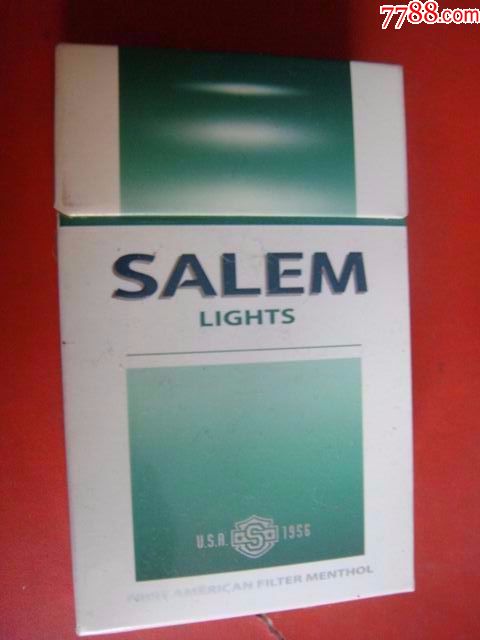 7788.com
SALEM
LIGHTS
U.S.A. S 1956
AMERICAN FILTER MENTHOL